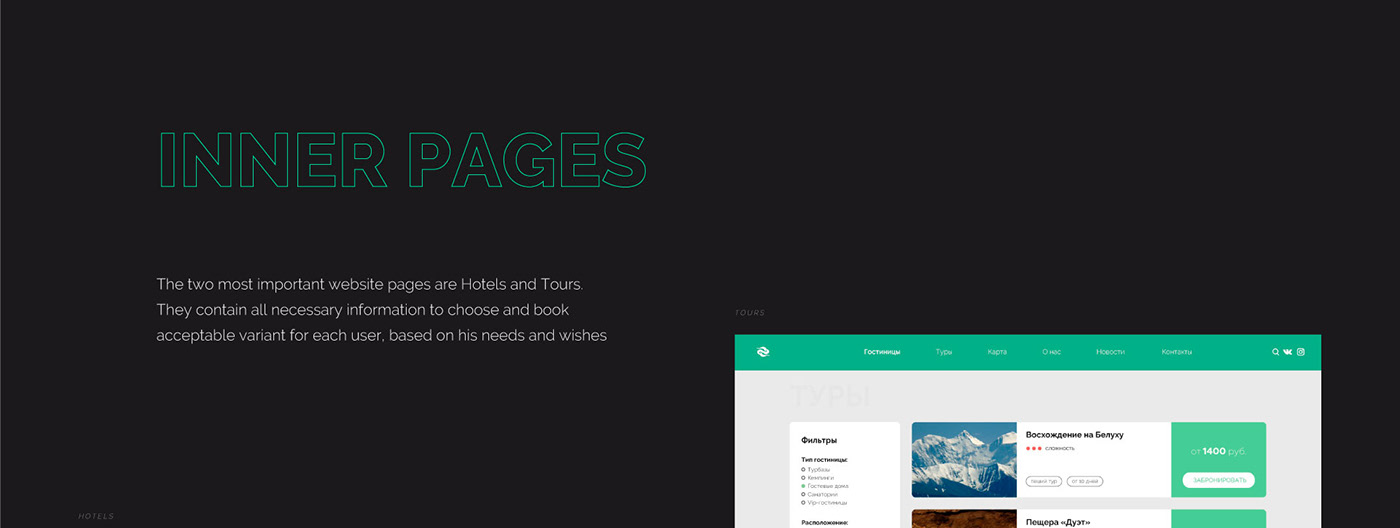 INNER PAGES
The two most important website pages are Hotels and Tours.
They contain all necessary information to choose and book
acceptable variant for each user, based on his needs and wishes
TOURS
Гостиницы Туры Карта О нас Новости Контакты
ТУРЫ
Фильтры
Тип гостиницы:
Турбазы
Кемпинги
Гостевые дома
Санатории
Vip-гостиницы
Расположение:
Восхождение на Белуху
сложность
пеший тур от 10 дней
от 1400 руб.
ЗАБРОНИРОВАТЬ
Пещера «Дуэт»
HOTELS